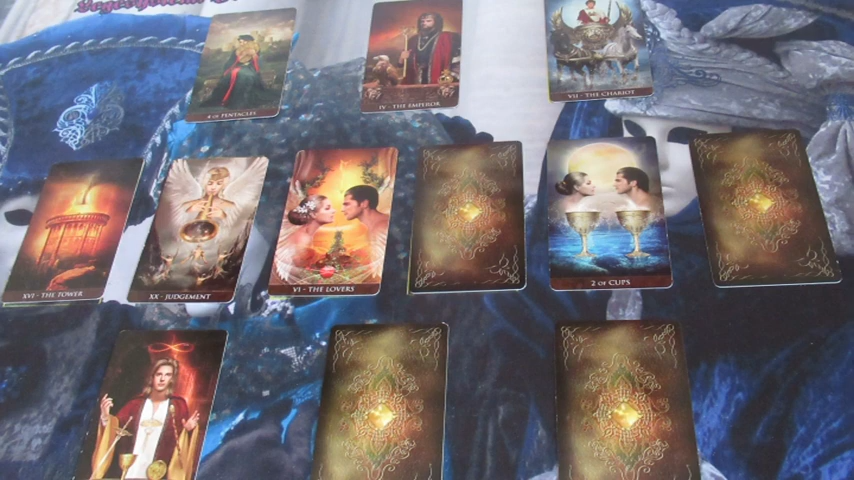 4 OF PENTACLES
IV - THE EMPEROR
VII - THE CHARIOT
XVI - THE TOWER
XX - JUDGEMENT
VI - THE LOVERS
2 OF CUPS